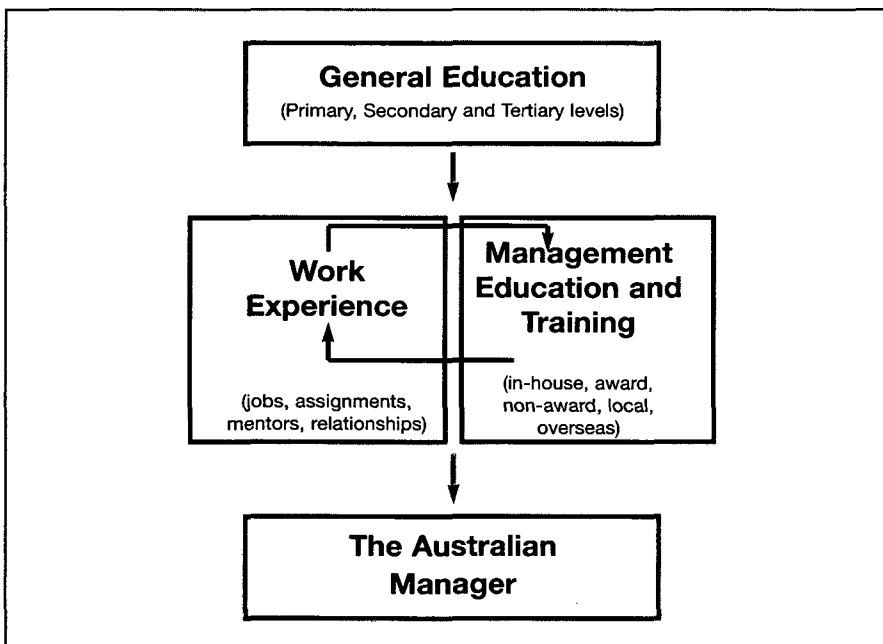 General Education
(Primary, Secondary and Tertiary levels)
Work
Experience
(jobs, assignments,
mentors, relationships)
Management
Education and
Training
(in-house, award,
non-award, local,
overseas)
The Australian
Manager